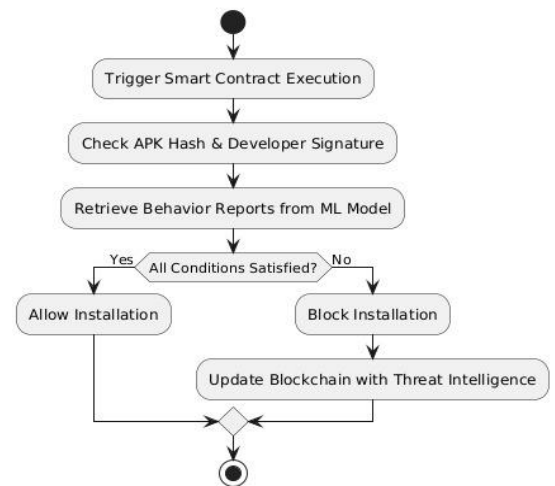 Trigger Smart Contract Execution
Check APK Hash & Developer Signature
Retrieve Behavior Reports from ML Model
Yes
All Conditions Satisfied?
No
Allow Installation
Block Installation
Update Blockchain with Threat Intelligence